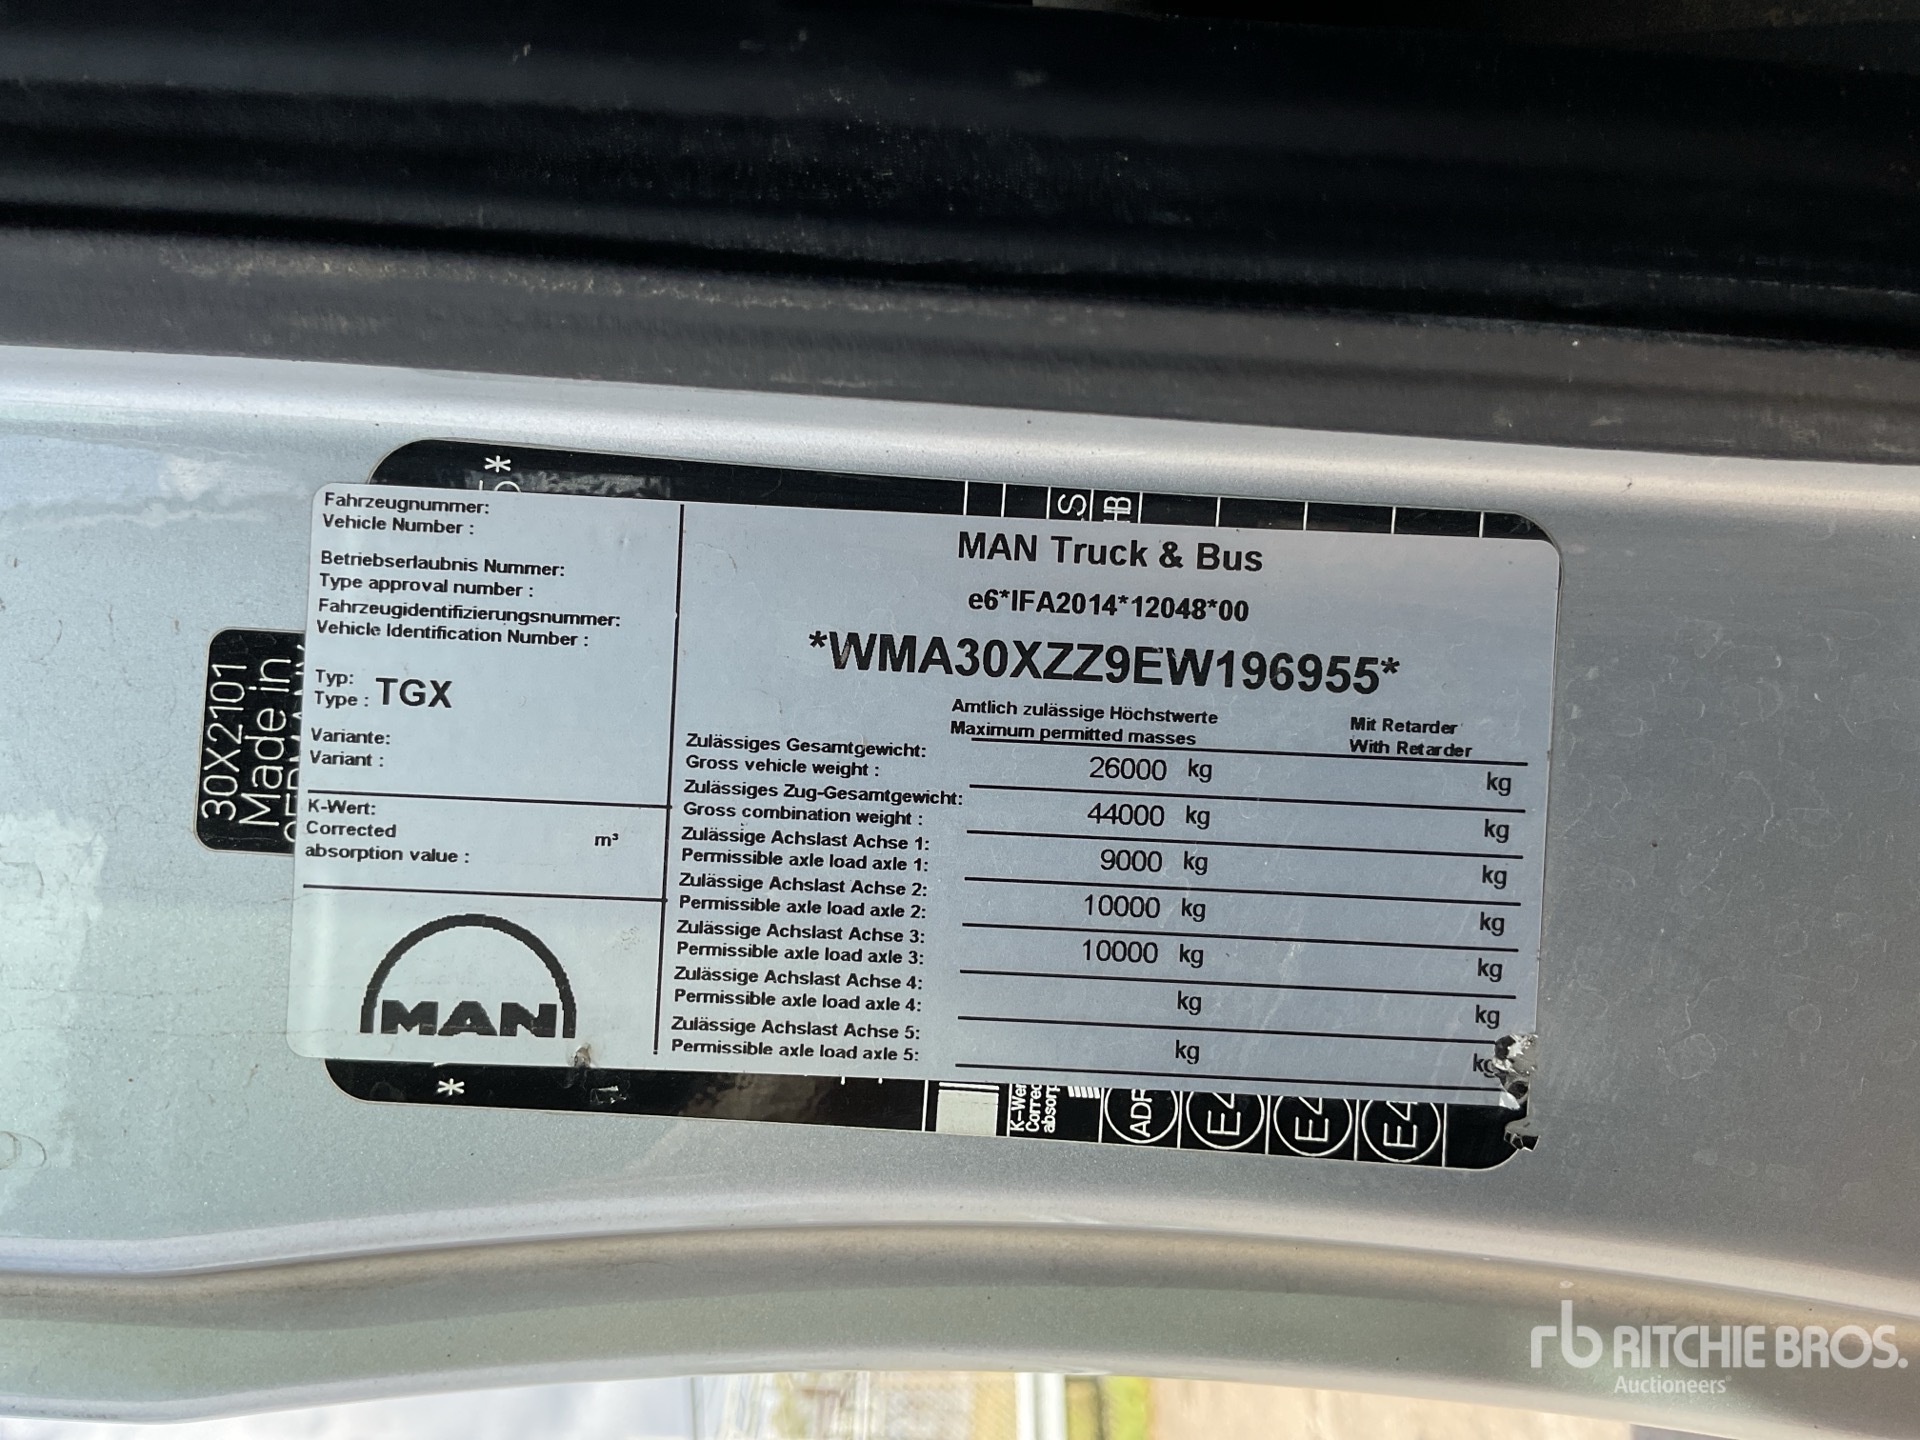 Fahrzeugnummer:
Vehicle Number :
Betriebserlaubnis Nummer:
Type approval number :
Fahrzeugidentifizierungsnummer:
Vehicle Identification Number :
Typ:
Type : TGX
Variante:
Variant :
K-Wert:
Corrected
absorption value : m³
MAN
MAN Truck & Bus
e6*IFA2014*12048*00
*WMA30XZZ9EW196955*
Amtlich zulässige Höchstwerte Mit Retarder
Maximum permitted masses With Retarder
Zulässiges Gesamtgewicht:
Gross vehicle weight : 26000 kg kg
Zulässiges Zug-Gesamtgewicht:
Gross combination weight : 44000 kg kg
Zulässige Achslast Achse 1:
Permissible axle load axle 1: 9000 kg kg
Zulässige Achslast Achse 2:
Permissible axle load axle 2: 10000 kg kg
Zulässige Achslast Achse 3:
Permissible axle load axle 3: 10000 kg kg
Zulässige Achslast Achse 4:
Permissible axle load axle 4: kg kg
Zulässige Achslast Achse 5:
Permissible axle load axle 5: kg kg
30X2101
Made in
ADR
E4
E4
E4
rb RITCHIE BROS.
Auctioneers